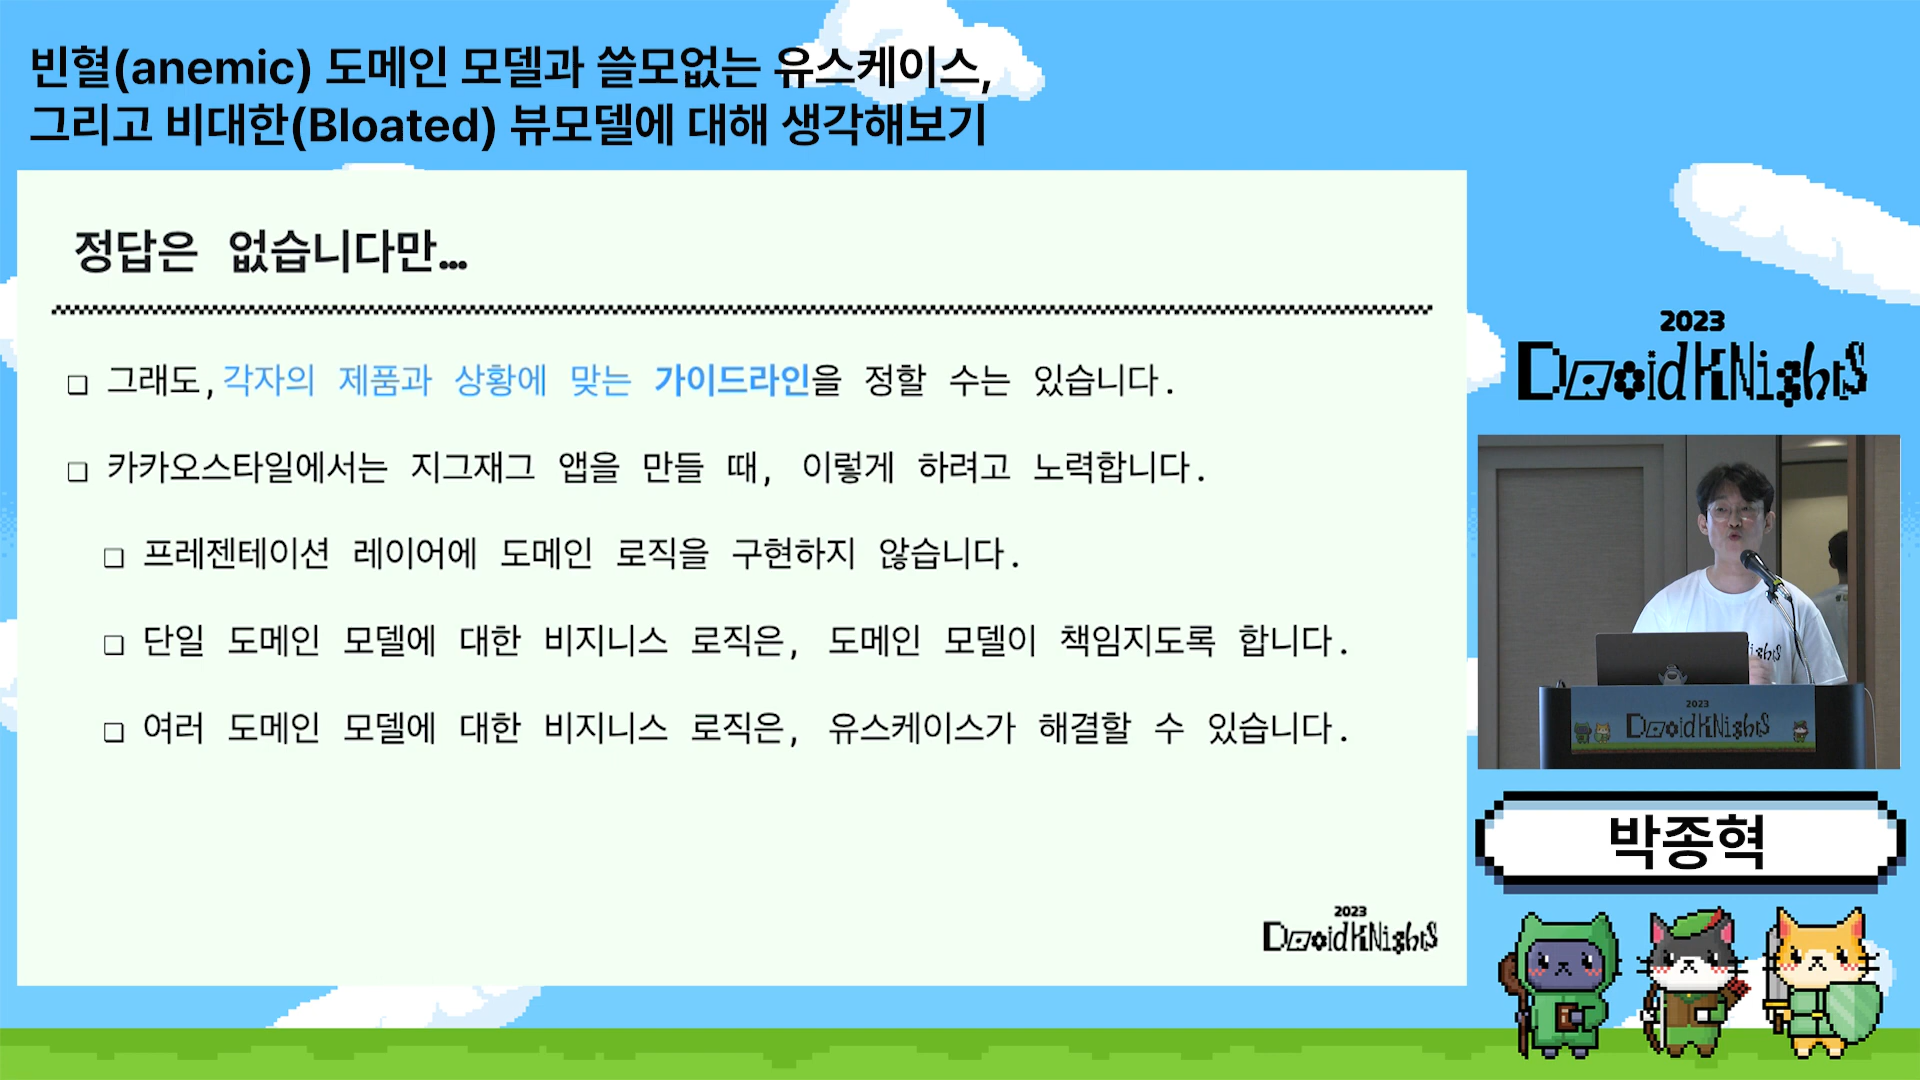 빈혈(anemic) 도메인 모델과 쓸모없는 유스케이스,
그리고 비대한(Bloated) 뷰모델에 대해 생각해보기
정답은 없습니다만...
그래도, 각자의 제품과 상황에 맞는 가이드라인을 정할 수는 있습니다.
카카오스타일에서는 지그재그 앱을 만들 때, 이렇게 하려고 노력합니다.
프레젠테이션 레이어에 도메인 로직을 구현하지 않습니다.
단일 도메인 모델에 대한 비지니스 로직은, 도메인 모델이 책임지도록 합니다.
여러 도메인 모델에 대한 비지니스 로직은, 유스케이스가 해결할 수 있습니다.
2023
Droid KNights
2023
Droid KNights
2023
Droid KNights
박종혁